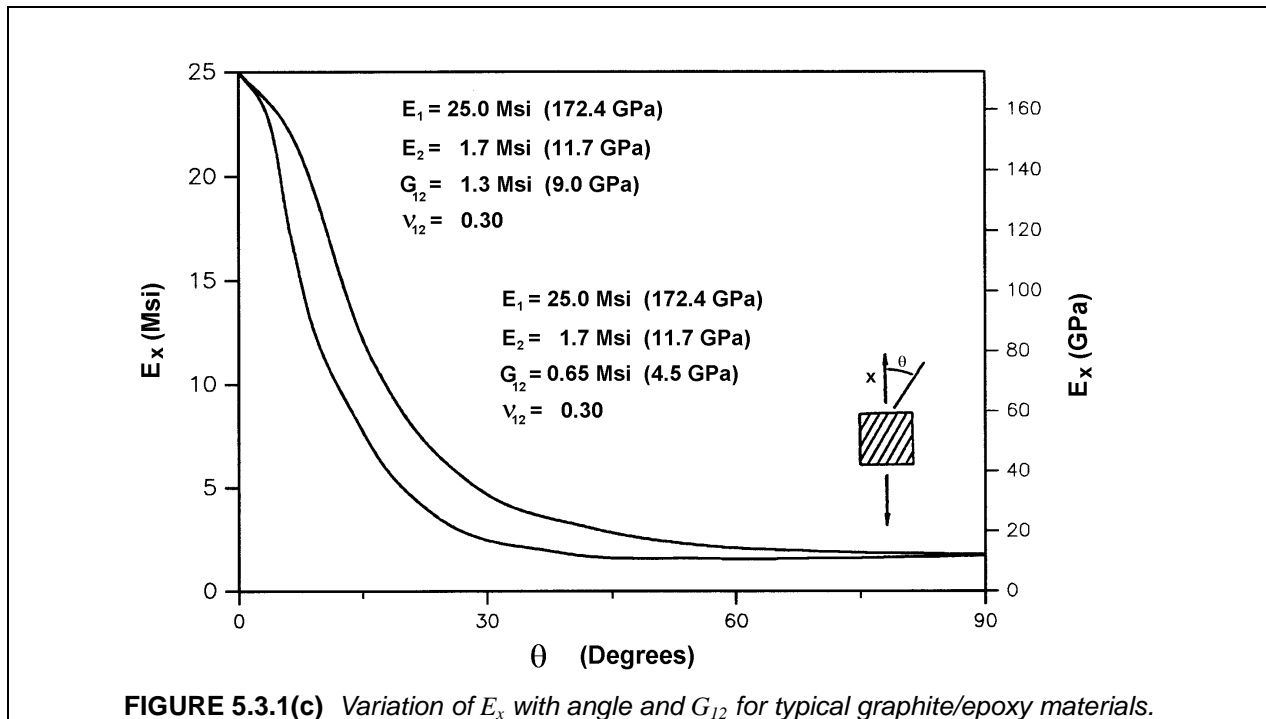 25
20
15
10
5
0
E₁ = 25.0 Msi (172.4 GPa)
E₂ = 1.7 Msi (11.7 GPa)
G₁₂ = 1.3 Msi (9.0 GPa)
ν₁₂ = 0.30
E₁ = 25.0 Msi (172.4 GPa)
E₂ = 1.7 Msi (11.7 GPa)
G₁₂ = 0.65 Msi (4.5 GPa)
ν₁₂ = 0.30
x θ
160
140
120
100
80
60
40
20
0
Eₓ (Msi)
Eₓ (GPa)
0 30 60 90
θ (Degrees)
FIGURE 5.3.1(c) Variation of Eₓ with angle and G₁₂ for typical graphite/epoxy materials.